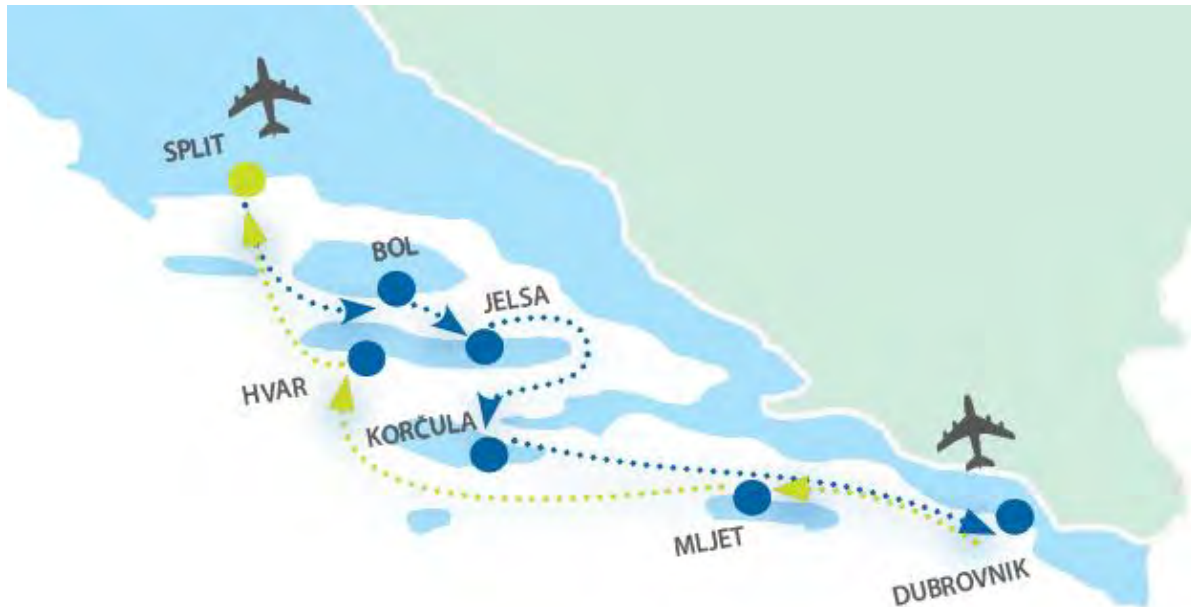 SPLIT
BOL
JELSA
HVAR
KORČULA
MLJET
DUBROVNIK